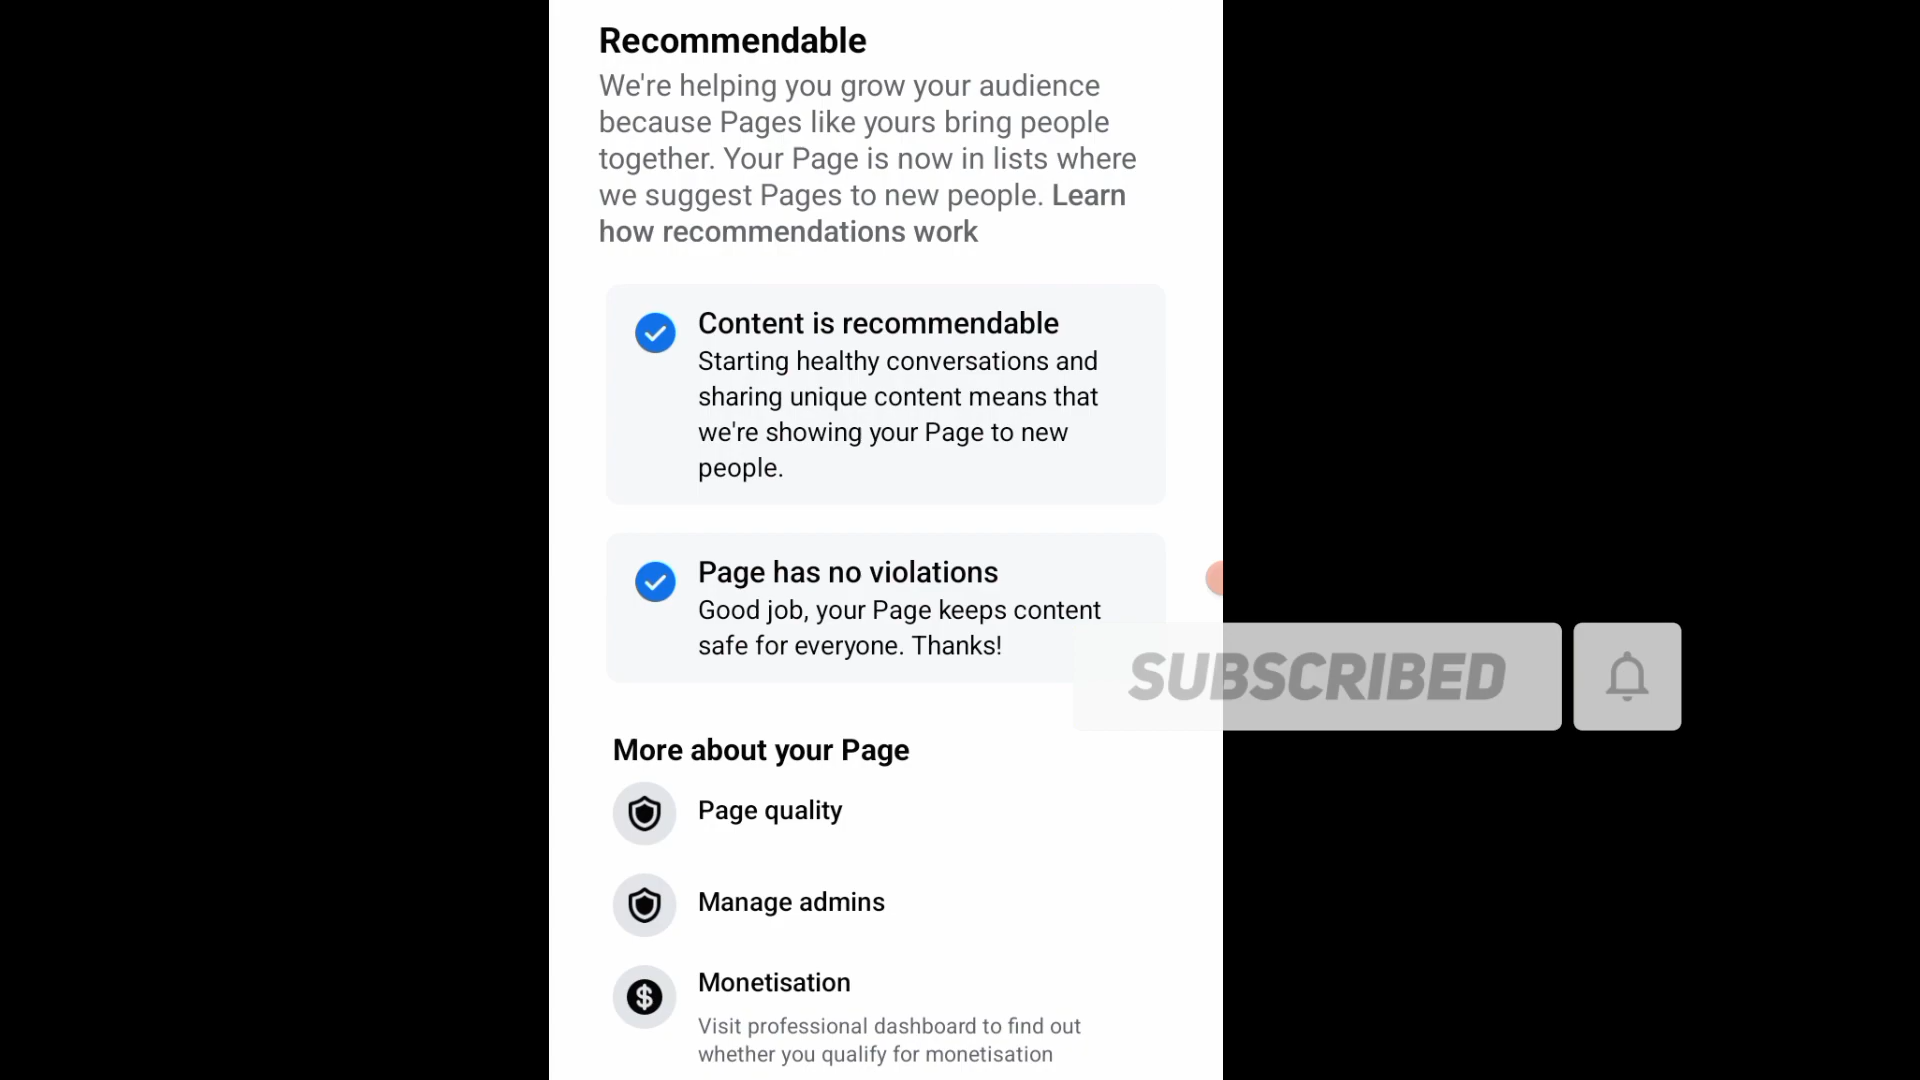 Recommendable
We're helping you grow your audience
because Pages like yours bring people
together. Your Page is now in lists where
we suggest Pages to new people. Learn
how recommendations work
Content is recommendable
Starting healthy conversations and
sharing unique content means that
we're showing your Page to new
people.
Page has no violations
Good job, your Page keeps content
safe for everyone. Thanks!
SUBSCRIBED
More about your Page
Page quality
Manage admins
Monetisation
Visit professional dashboard to find out
whether you qualify for monetisation